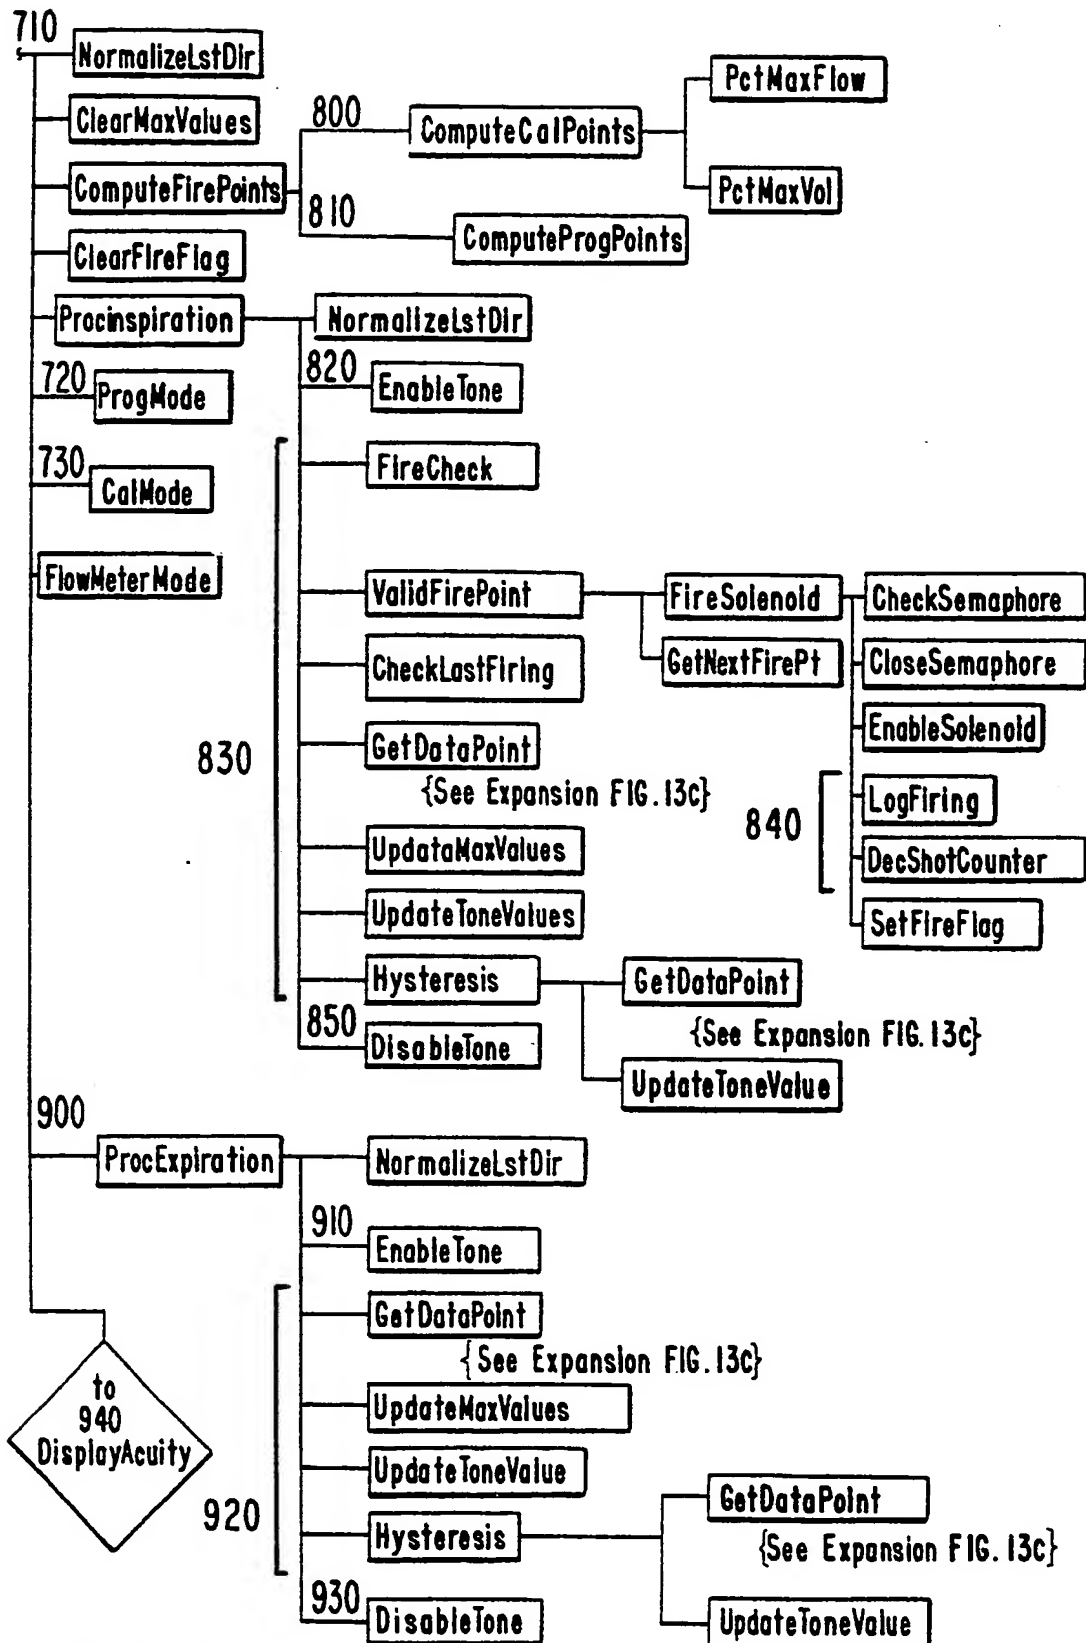 710
NormalizeLstDir
ClearMaxValues
ComputeFirePoints
800
ComputeCalPoints
PctMaxFlow
PctMaxVol
810
ComputeProgPoints
ClearFireFlag
Procinspiration
NormalizeLstDir
720
ProgMode
820
EnableTone
730
CalMode
FireCheck
FlowMeterMode
ValidFirePoint
FireSolenoid
CheckSemaphore
CheckLastFiring
GetNextFirePt
CloseSemaphore
830
GetDataPoint
{See Expansion FIG.13c}
EnableSolenoid
840
LogFiring
UpdataMaxValues
DecShotCounter
UpdateToneValues
SetFireFlag
Hysteresis
GetDataPoint
{See Expansion FIG.13c}
850
DisableTone
UpdateToneValue
900
ProcExpiration
NormalizeLstDir
910
EnableTone
GetDataPoint
{See Expansion FIG.13c}
to
940
DisplayAcuity
UpdateMaxValues
UpdateToneValue
920
Hysteresis
GetDataPoint
{See Expansion FIG.13c}
930
DisableTone
UpdateToneValue